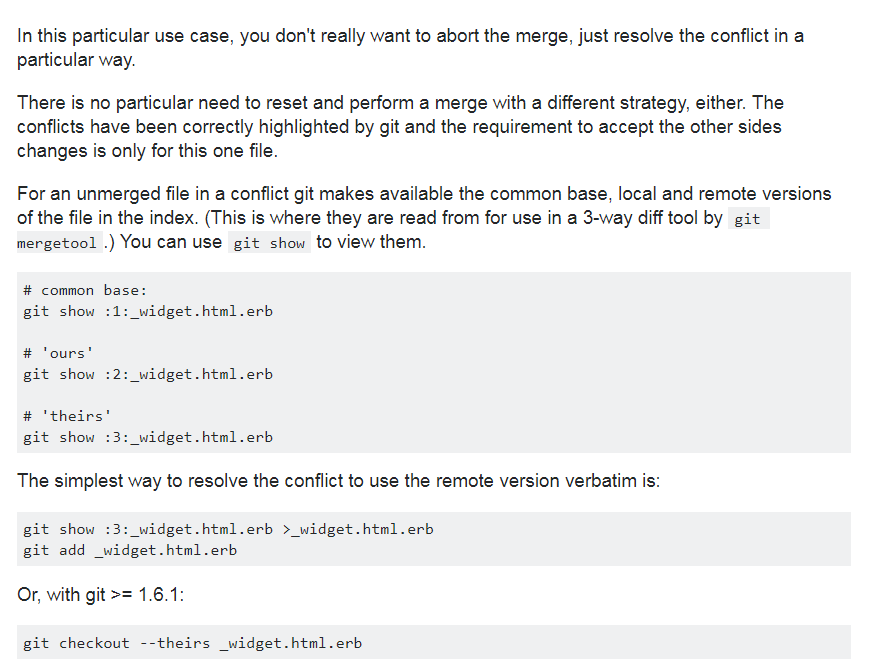 In this particular use case, you don't really want to abort the merge, just resolve the conflict in a
particular way.
There is no particular need to reset and perform a merge with a different strategy, either. The
conflicts have been correctly highlighted by git and the requirement to accept the other sides
changes is only for this one file.
For an unmerged file in a conflict git makes available the common base, local and remote versions
of the file in the index. (This is where they are read from for use in a 3-way diff tool by git
mergetool .) You can use git show to view them.
# common base:
git show :1:_widget.html.erb
# 'ours'
git show :2:_widget.html.erb
# 'theirs'
git show :3:_widget.html.erb
The simplest way to resolve the conflict to use the remote version verbatim is:
git show :3:_widget.html.erb >_widget.html.erb
git add _widget.html.erb
Or, with git >= 1.6.1:
git checkout --theirs _widget.html.erb